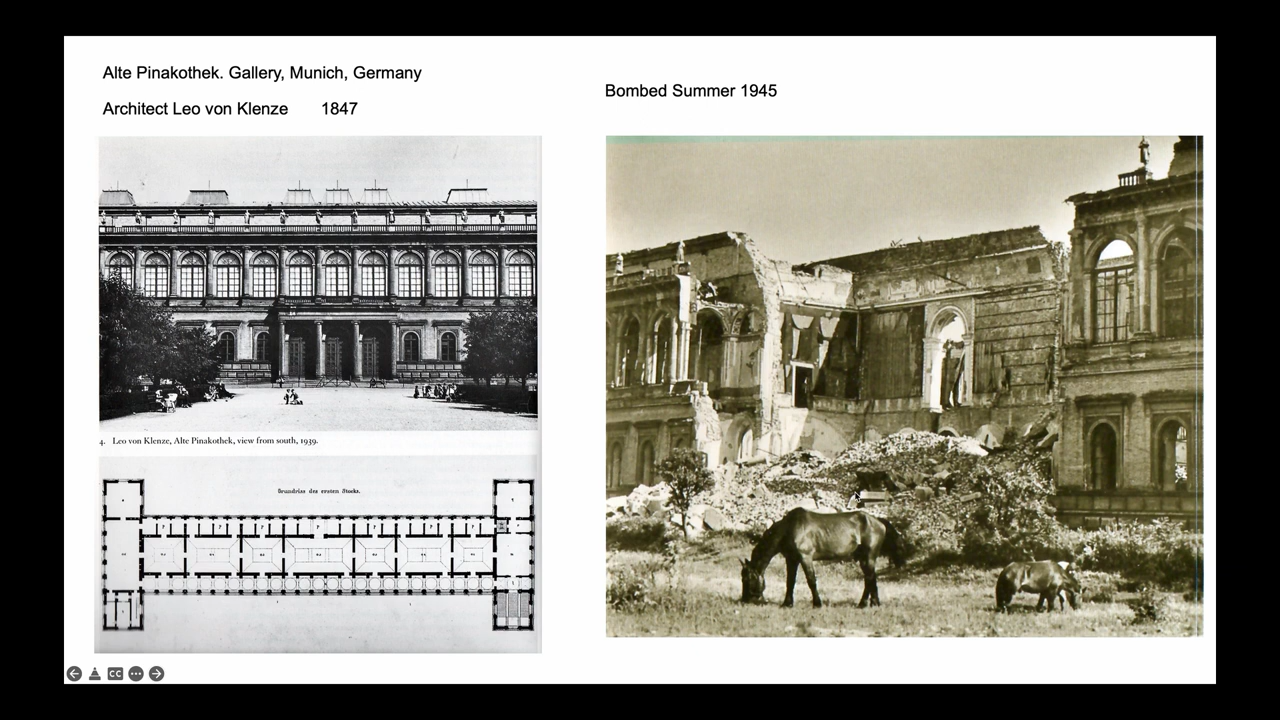 Alte Pinakothek. Gallery, Munich, Germany
Architect Leo von Klenze 1847
Bombed Summer 1945
4. Leo von Klenze, Alte Pinakothek, view from south, 1939.
Grundriss des ersten Stocks.
CC